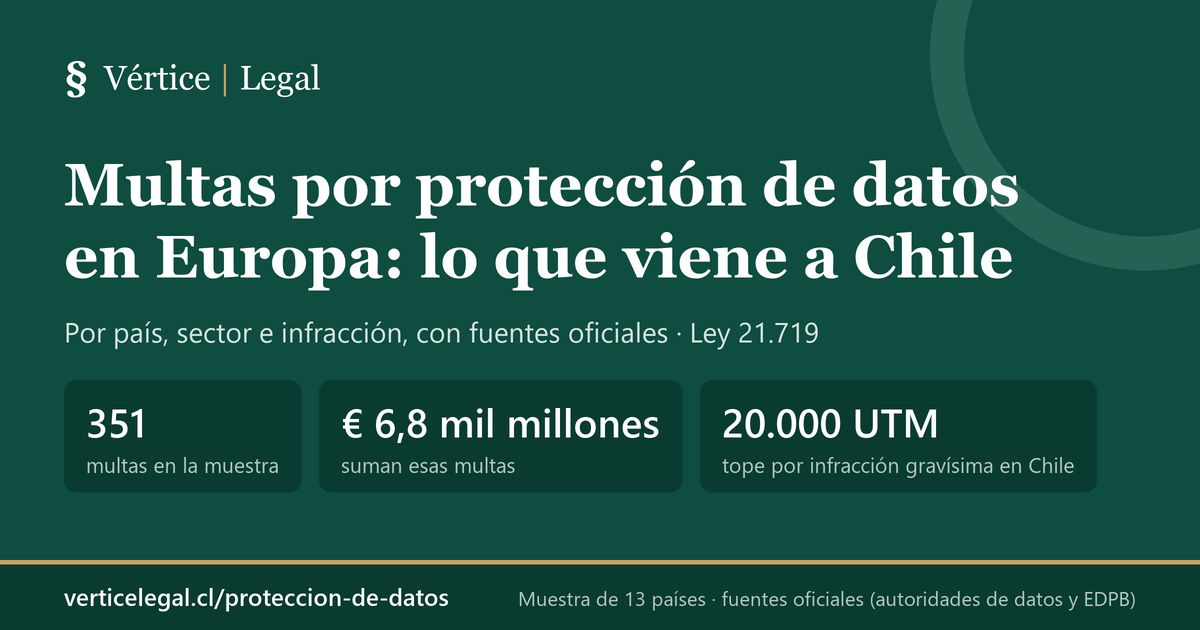 § Vértice | Legal
Multas por protección de datos
en Europa: lo que viene a Chile
Por país, sector e infracción, con fuentes oficiales · Ley 21.719
351
multas en la muestra
€ 6,8 mil millones
suman esas multas
20.000 UTM
tope por infracción gravísima en Chile
verticelegal.cl/proteccion-de-datos
Muestra de 13 países · fuentes oficiales (autoridades de datos y EDPB)